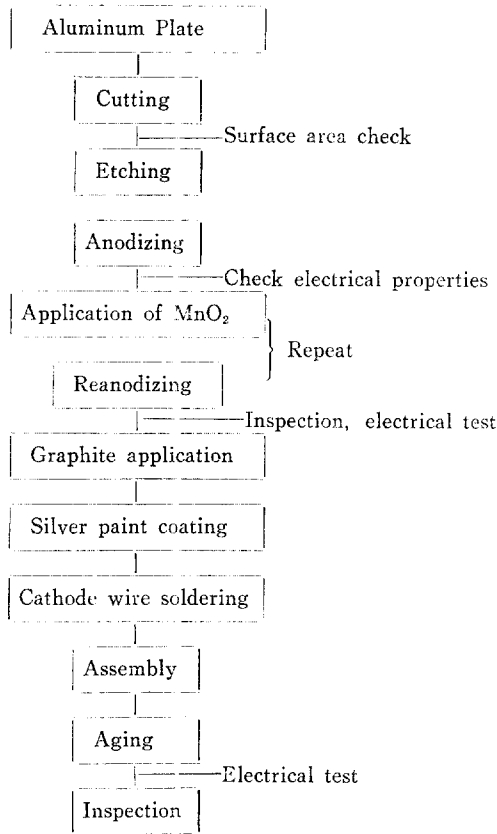 Aluminum Plate
Cutting
Surface area check
Etching
Anodizing
Check electrical properties
Application of MnO₂
Repeat
Reanodizing
Inspection, electrical test
Graphite application
Silver paint coating
Cathode wire soldering
Assembly
Aging
Electrical test
Inspection